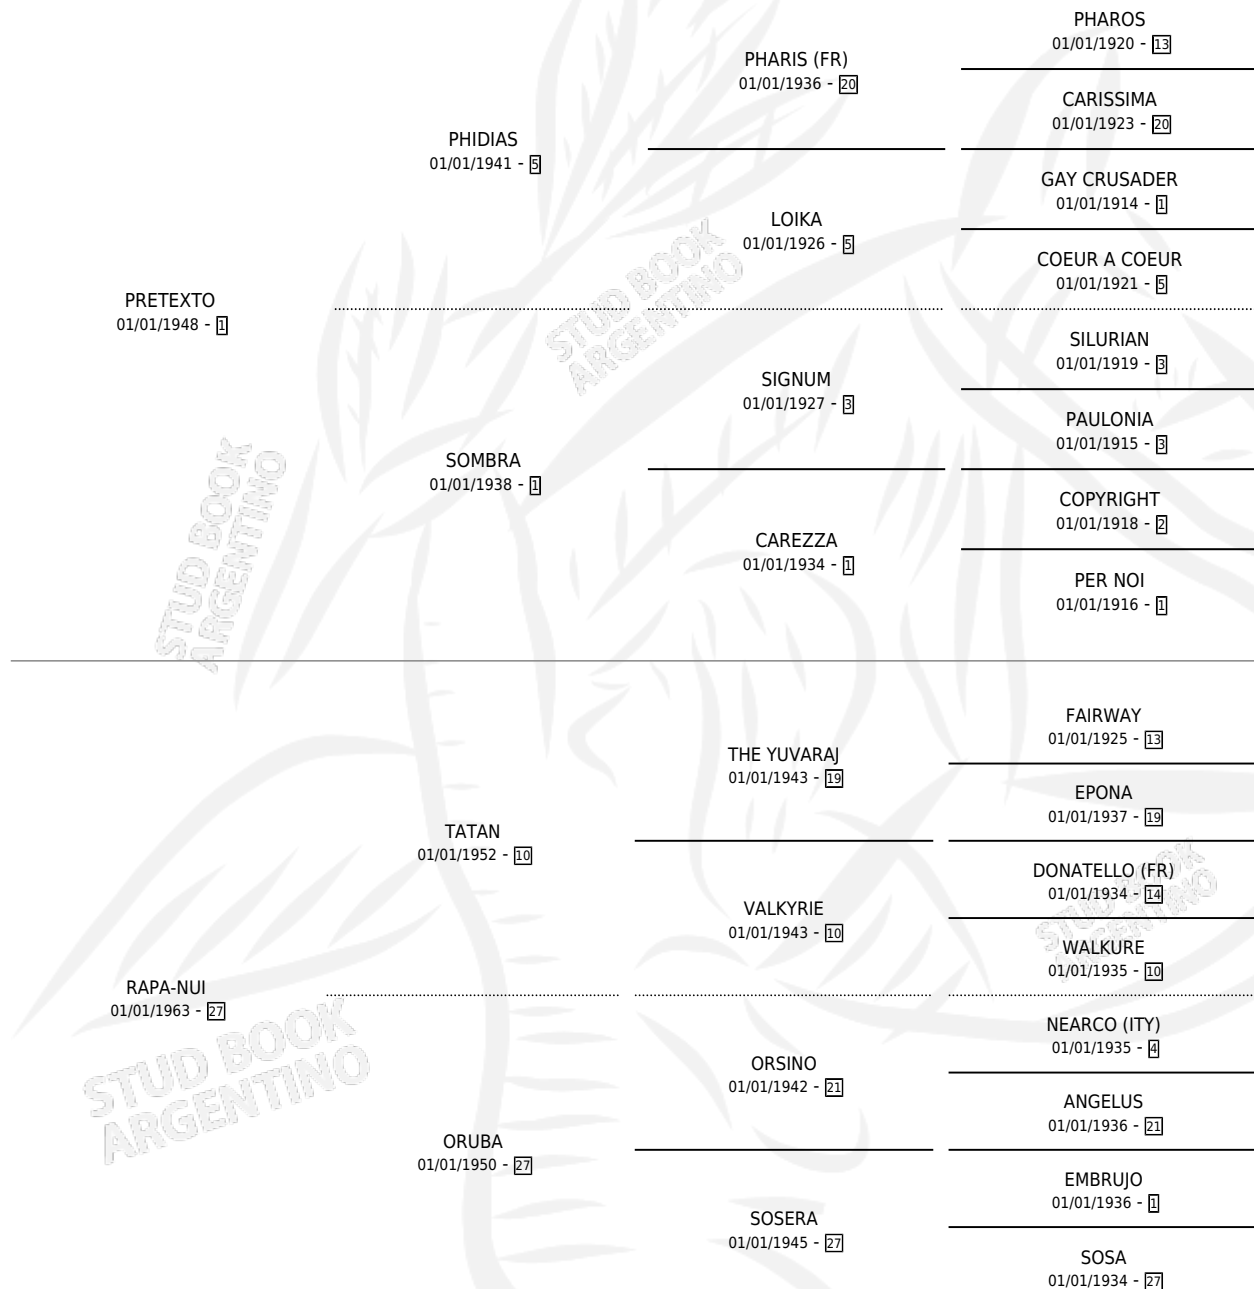 PHAROS
01/01/1920 - 13
PHARIS (FR)
01/01/1936 - 20
CARISSIMA
01/01/1923 - 20
PHIDIAS
01/01/1941 - 5
GAY CRUSADER
01/01/1914 - 1
LOIKA
01/01/1926 - 5
COEUR A COEUR
01/01/1921 - 5
PRETEXTO
01/01/1948 - 1
STUD BOOK
ARGENTINO
SILURIAN
01/01/1919 - 3
SIGNUM
01/01/1927 - 3
PAULONIA
01/01/1915 - 3
SOMBRA
01/01/1938 - 1
COPYRIGHT
01/01/1918 - 2
CAREZZA
01/01/1934 - 1
PER NOI
01/01/1916 - 1
STUD BOOK
ARGENTINO
FAIRWAY
01/01/1925 - 13
THE YUVARAJ
01/01/1943 - 19
EPONA
01/01/1937 - 19
TATAN
01/01/1952 - 10
DONATELLO (FR)
01/01/1934 - 14
VALKYRIE
01/01/1943 - 10
WALKURE
01/01/1935 - 10
STUD BOOK
ARGENTINO
RAPA-NUI
01/01/1963 - 27
NEARCO (ITY)
01/01/1935 - 4
ORSINO
01/01/1942 - 21
ANGELUS
01/01/1936 - 21
STUD BOOK
ARGENTINO
ORUBA
01/01/1950 - 27
EMBRUJO
01/01/1936 - 1
SOSERA
01/01/1945 - 27
SOSA
01/01/1934 - 27